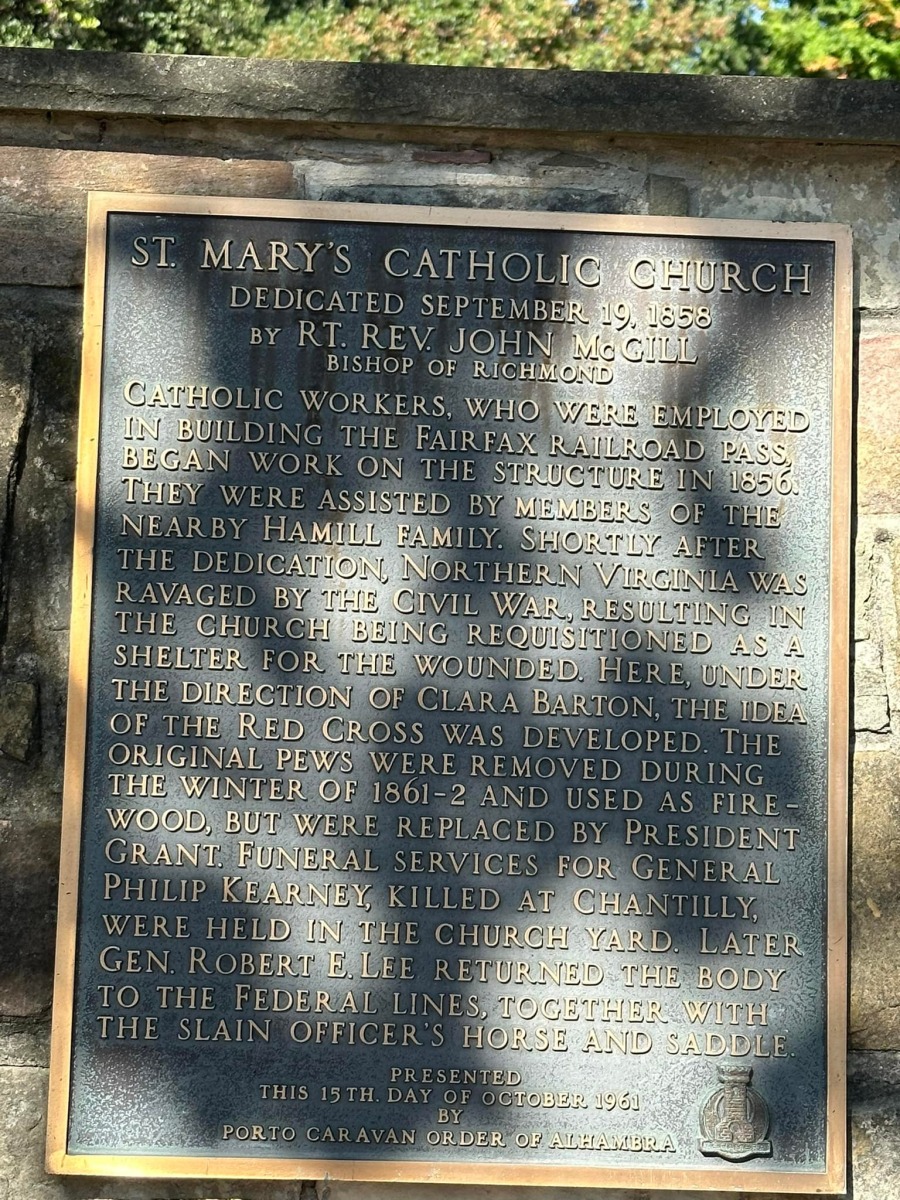 ST. MARY'S CATHOLIC CHURCH
DEDICATED SEPTEMBER 19, 1858
BY RT. REV. JOHN McGILL
BISHOP OF RICHMOND
CATHOLIC WORKERS, WHO WERE EMPLOYED
IN BUILDING THE FAIRFAX RAILROAD PASS,
BEGAN WORK ON THE STRUCTURE IN 1856.
THEY WERE ASSISTED BY MEMBERS OF THE
NEARBY HAMILL FAMILY. SHORTLY AFTER
THE DEDICATION, NORTHERN VIRGINIA WAS
RAVAGED BY THE CIVIL WAR, RESULTING IN
THE CHURCH BEING REQUISITIONED AS A
SHELTER FOR THE WOUNDED. HERE, UNDER
THE DIRECTION OF CLARA BARTON, THE IDEA
OF THE RED CROSS WAS DEVELOPED. THE
ORIGINAL PEWS WERE REMOVED DURING
THE WINTER OF 1861-2 AND USED AS FIRE-
WOOD, BUT WERE REPLACED BY PRESIDENT
GRANT. FUNERAL SERVICES FOR GENERAL
PHILIP KEARNEY, KILLED AT CHANTILLY,
WERE HELD IN THE CHURCH YARD. LATER
GEN. ROBERT E. LEE RETURNED THE BODY
TO THE FEDERAL LINES, TOGETHER WITH
THE SLAIN OFFICER'S HORSE AND SADDLE.
PRESENTED
THIS 15TH. DAY OF OCTOBER 1961
BY
PORTO CARAVAN ORDER OF ALHAMBRA